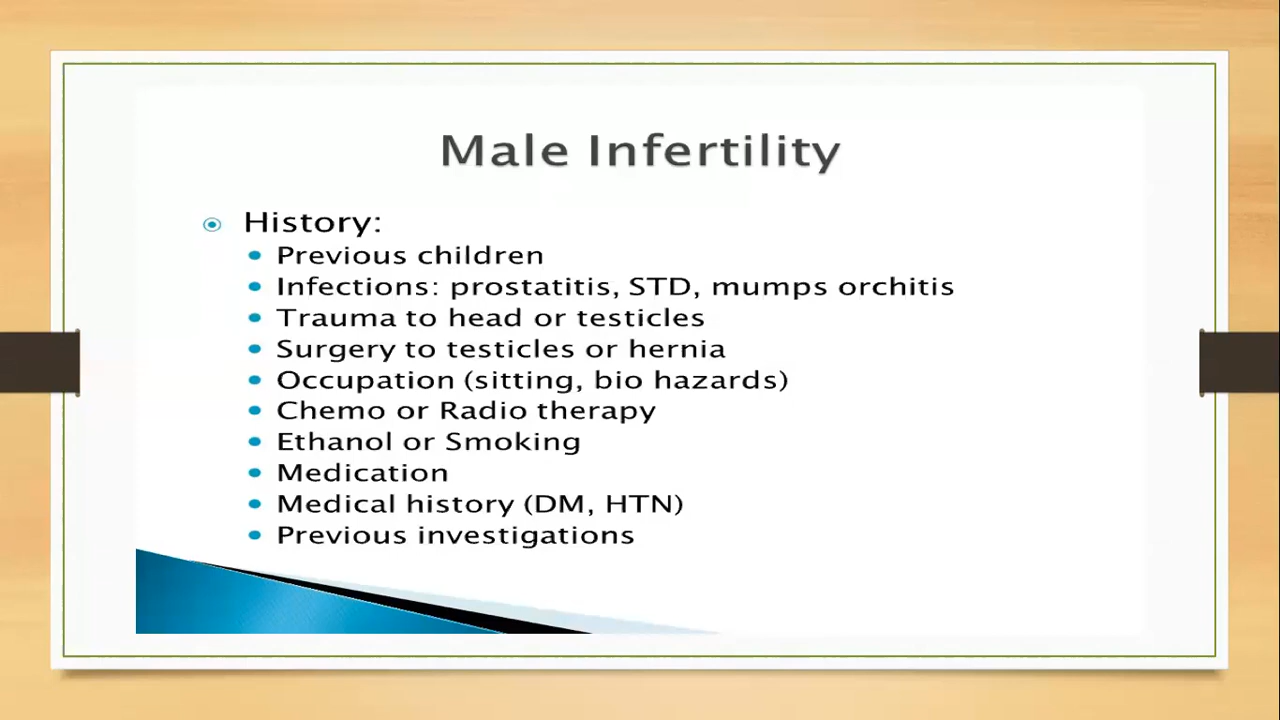 Male Infertility
History:
Previous children
Infections: prostatitis, STD, mumps orchitis
Trauma to head or testicles
Surgery to testicles or hernia
Occupation (sitting, bio hazards)
Chemo or Radio therapy
Ethanol or Smoking
Medication
Medical history (DM, HTN)
Previous investigations